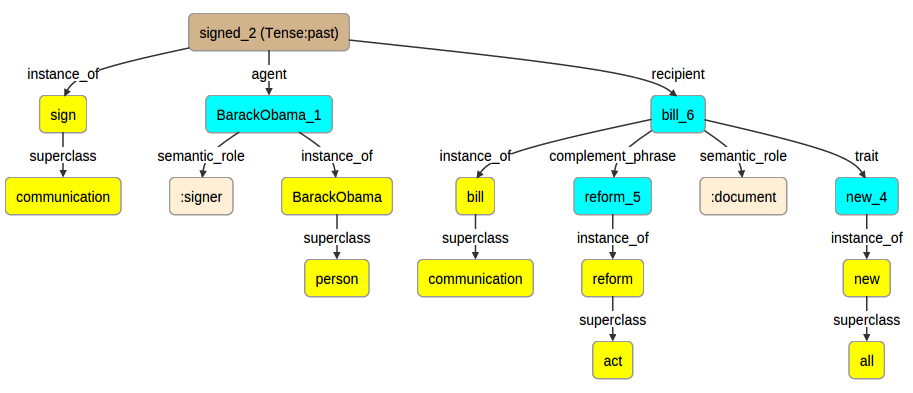 signed_2 (Tense:past)
instance_of
agent
recipient
sign
BarackObama_1
bill_6
superclass
semantic_role
instance_of
instance_of
complement_phrase
semantic_role
trait
communication
:signer
BarackObama
bill
reform_5
:document
new_4
superclass
superclass
instance_of
instance_of
person
communication
reform
new
superclass
superclass
act
all